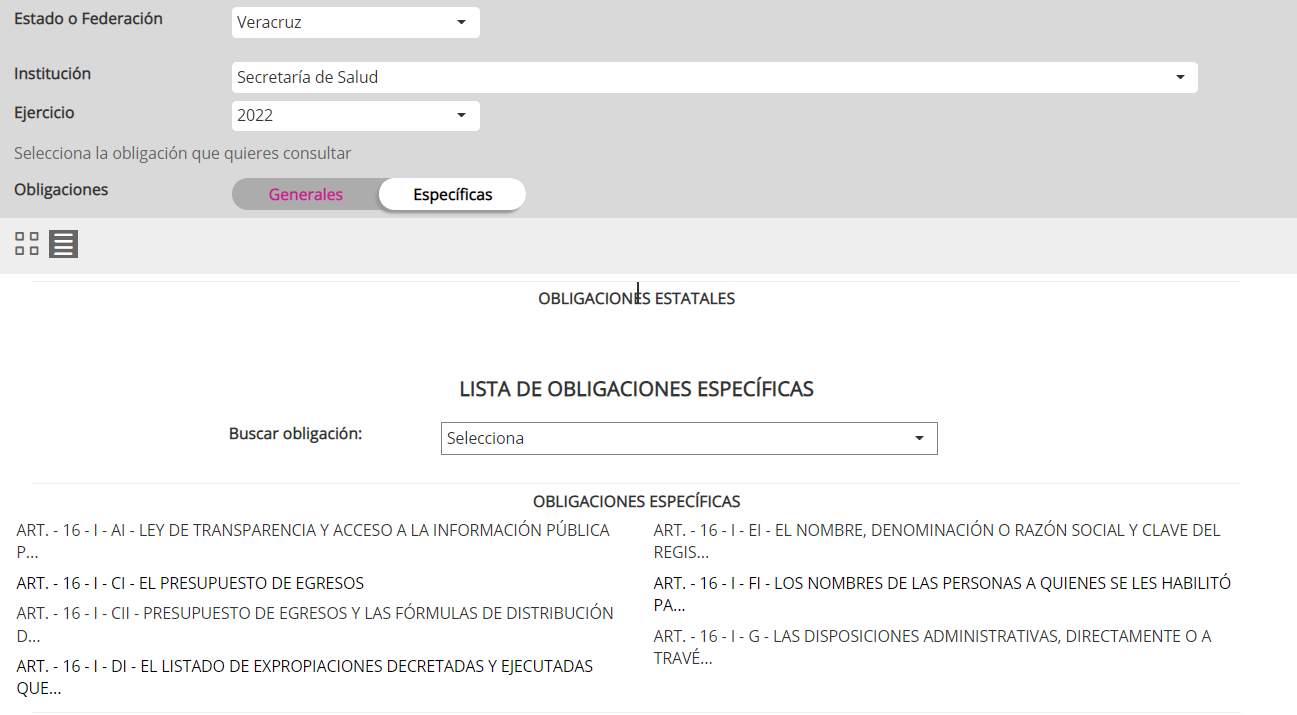 Estado o Federación
Veracruz
Institución
Secretaría de Salud
Ejercicio
2022
Selecciona la obligación que quieres consultar
Obligaciones
Generales
Específicas
OBLIGACIONES ESTATALES
LISTA DE OBLIGACIONES ESPECÍFICAS
Buscar obligación:
Selecciona
OBLIGACIONES ESPECÍFICAS
ART. - 16 - I - AI - LEY DE TRANSPARENCIA Y ACCESO A LA INFORMACIÓN PÚBLICA
P...
ART. - 16 - I - CI - EL PRESUPUESTO DE EGRESOS
ART. - 16 - I - CII - PRESUPUESTO DE EGRESOS Y LAS FÓRMULAS DE DISTRIBUCIÓN
D...
ART. - 16 - I - DI - EL LISTADO DE EXPROPIACIONES DECRETADAS Y EJECUTADAS
QUE...
ART. - 16 - I - EI - EL NOMBRE, DENOMINACIÓN O RAZÓN SOCIAL Y CLAVE DEL
REGIS...
ART. - 16 - I - FI - LOS NOMBRES DE LAS PERSONAS A QUIENES SE LES HABILITÓ
PA...
ART. - 16 - I - G - LAS DISPOSICIONES ADMINISTRATIVAS, DIRECTAMENTE O A
TRAVÉ...